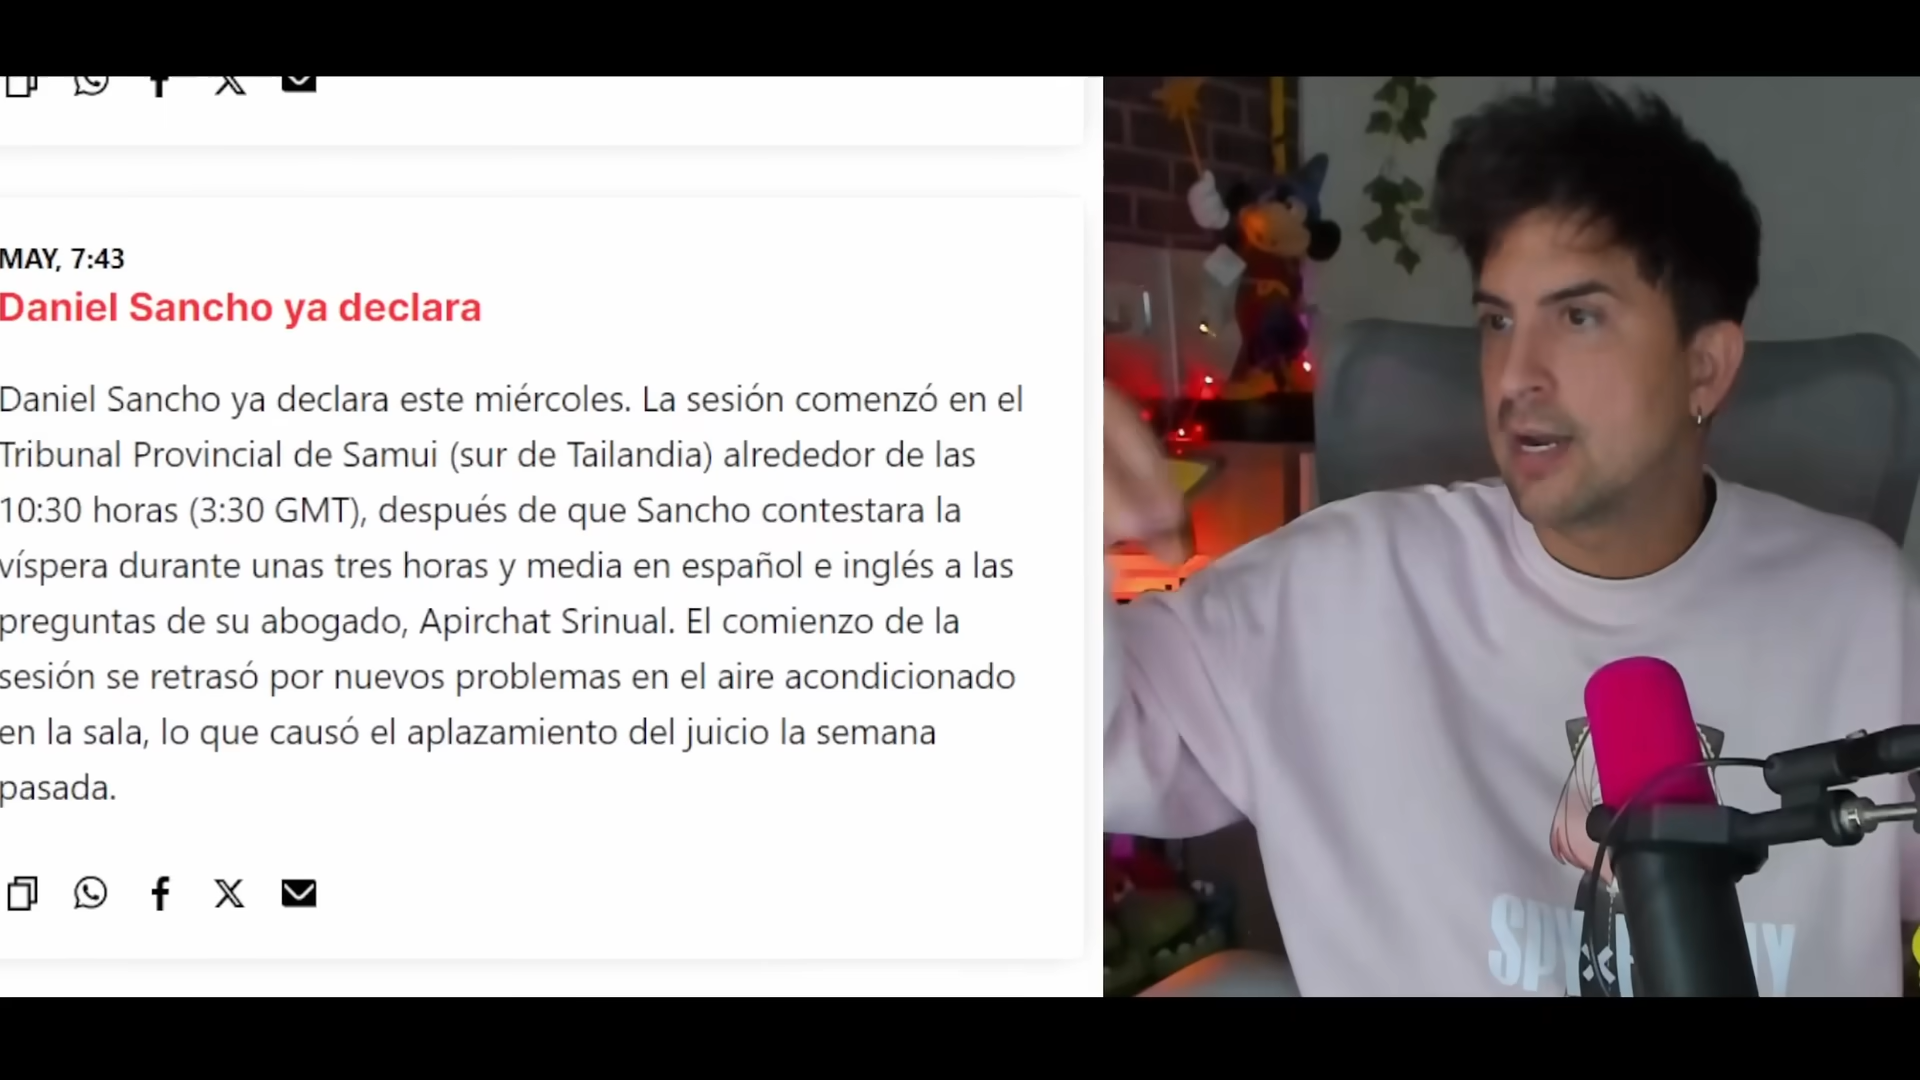 MAY, 7:43
Daniel Sancho ya declara
Daniel Sancho ya declara este miércoles. La sesión comenzó en el
Tribunal Provincial de Samui (sur de Tailandia) alrededor de las
10:30 horas (3:30 GMT), después de que Sancho contestara la
víspera durante unas tres horas y media en español e inglés a las
preguntas de su abogado, Apirchat Srinual. El comienzo de la
sesión se retrasó por nuevos problemas en el aire acondicionado
en la sala, lo que causó el aplazamiento del juicio la semana
pasada.
SPY